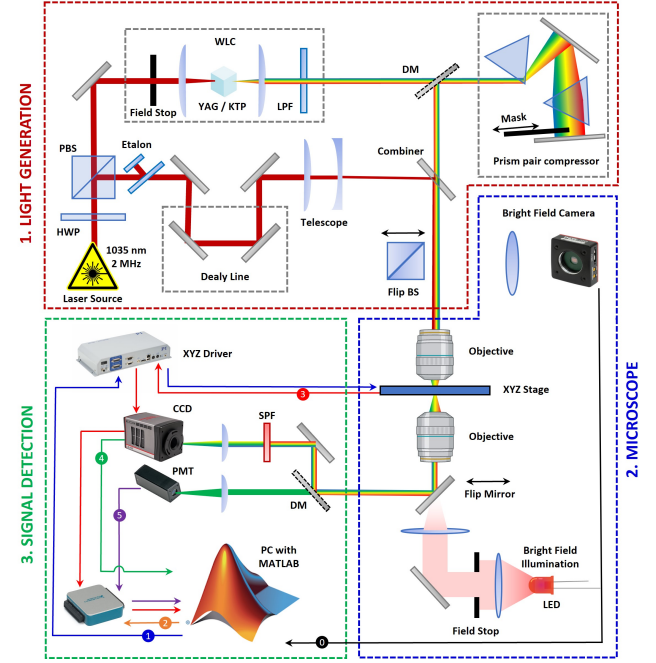 1. LIGHT GENERATION
WLC
Field Stop
YAG / KTP
LPF
DM
Mask
Prism pair compressor
PBS
Etalon
Combiner
Telescope
HWP
1035 nm
2 MHz
Laser Source
Dealy Line
Flip BS
Bright Field Camera
2. MICROSCOPE
Objective
XYZ Stage
Objective
Flip Mirror
Bright Field
Illumination
LED
Field Stop
3. SIGNAL DETECTION
XYZ Driver
3
CCD
SPF
4
PMT
DM
5
PC with
MATLAB
2
1
0